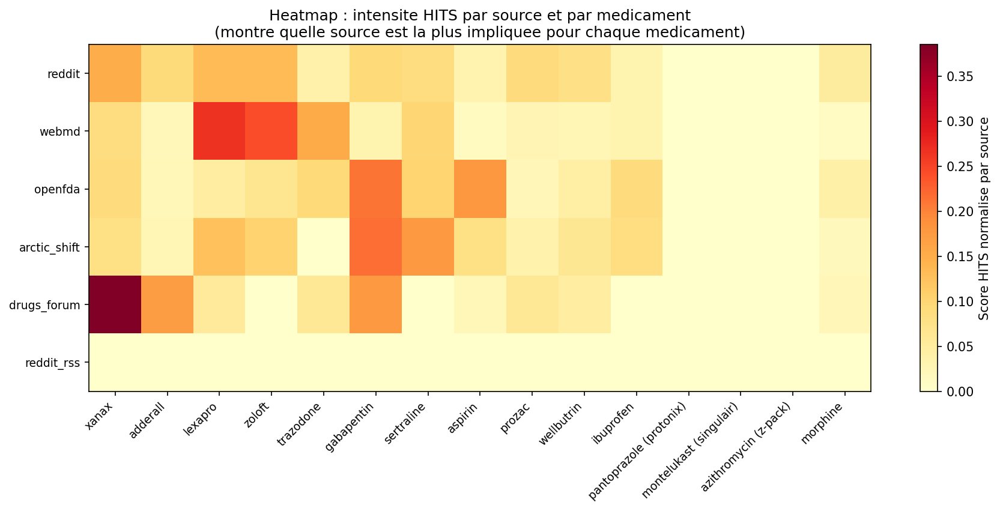 Heatmap : intensite HITS par source et par medicament
(montre quelle source est la plus impliquee pour chaque medicament)
reddit
webmd
openfda
arctic_shift
drugs_forum
reddit_rss
xanax
adderall
lexapro
zoloft
trazodone
gabapentin
sertraline
aspirin
prozac
wellbutrin
ibuprofen
pantoprazole (protonix)
montelukast (singulair)
azithromycin (z-pack)
morphine
0.35
0.30
0.25
0.20
0.15
0.10
0.05
0.00
Score HITS normalise par source